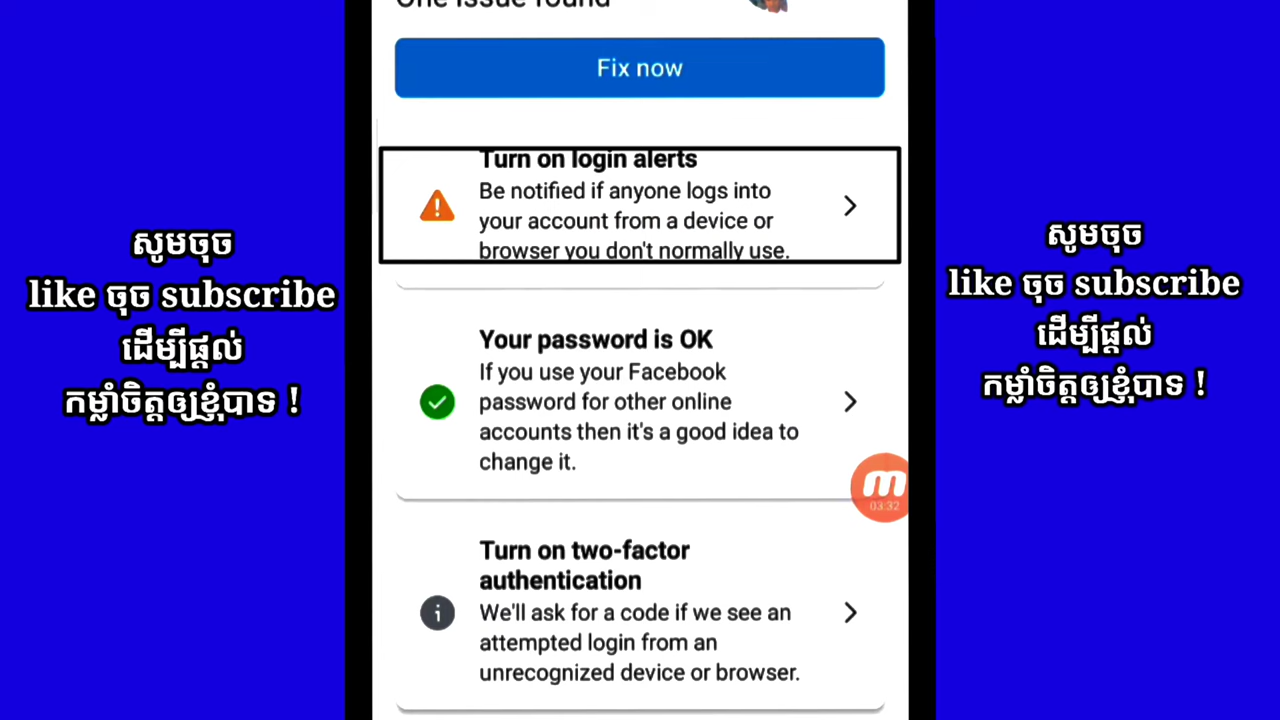 One issue found
Fix now
Turn on login alerts
Be notified if anyone logs into
your account from a device or
browser you don't normally use.
Your password is OK
If you use your Facebook
password for other online
accounts then it's a good idea to
change it.
03:32
Turn on two-factor
authentication
We'll ask for a code if we see an
attempted login from an
unrecognized device or browser.
សូមចុច
like ចុច subscribe
ដើម្បីផ្តល់
កម្លាំចិត្តឲ្យខ្ញុំបាទ !
សូមចុច
like ចុច subscribe
ដើម្បីផ្តល់
កម្លាំចិត្តឲ្យខ្ញុំបាទ !